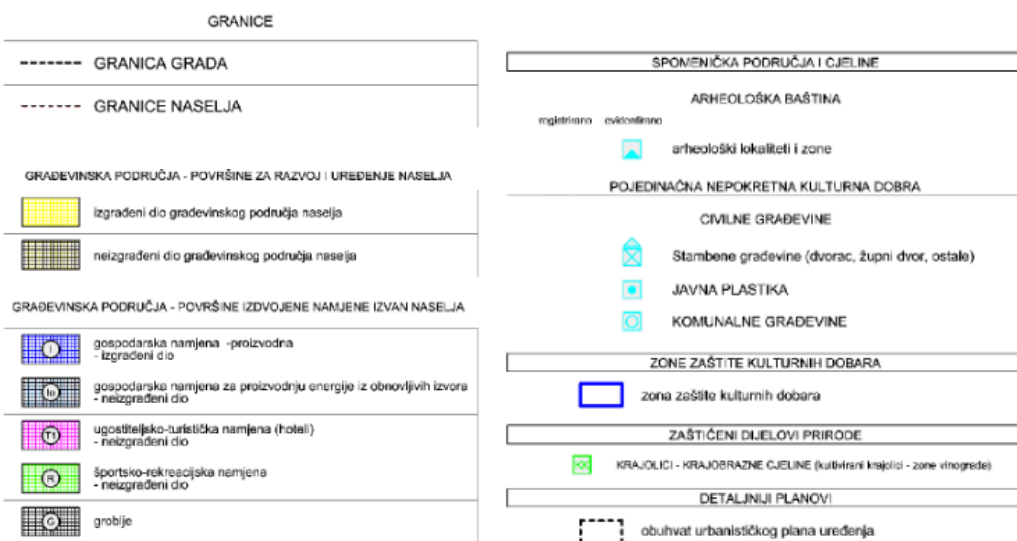 GRANICE
GRANICA GRADA
GRANICE NASELJA
GRAĐEVINSKA PODRUČJA - POVRŠINE ZA RAZVOJ I UREĐENJE NASELJA
izgrađeni dio građevinskog područja naselja
neizgrađeni dio građevinskog područja naselja
GRAĐEVINSKA PODRUČJA - POVRŠINE IZDVOJENE NAMJENE IZVAN NASELJA
I
gospodarska namjena -proizvodna
- izgrađeni dio
Io
gospodarska namjena za proizvodnju energije iz obnovljivih izvora
- neizgrađeni dio
T1
ugostiteljsko-turistička namjena (hoteli)
- neizgrađeni dio
R
športsko-rekreacijska namjena
- neizgrađeni dio
G
groblje
SPOMENIČKA PODRUČJA I CJELINE
ARHEOLOŠKA BAŠTINA
registrirano evidentirano
arheološki lokaliteti i zone
POJEDINAČNA NEPOKRETNA KULTURNA DOBRA
CIVILNE GRAĐEVINE
Stambene građevine (dvorac, župni dvor, ostale)
JAVNA PLASTIKA
KOMUNALNE GRAĐEVINE
ZONE ZAŠTITE KULTURNIH DOBARA
zona zaštite kulturnih dobara
ZAŠTIĆENI DIJELOVI PRIRODE
KRAJOLICI - KRAJOBRAZNE CJELINE (kultivirani krajolici - zone vinograda)
DETALJNIJI PLANOVI
obuhvat urbanističkog plana uređenja